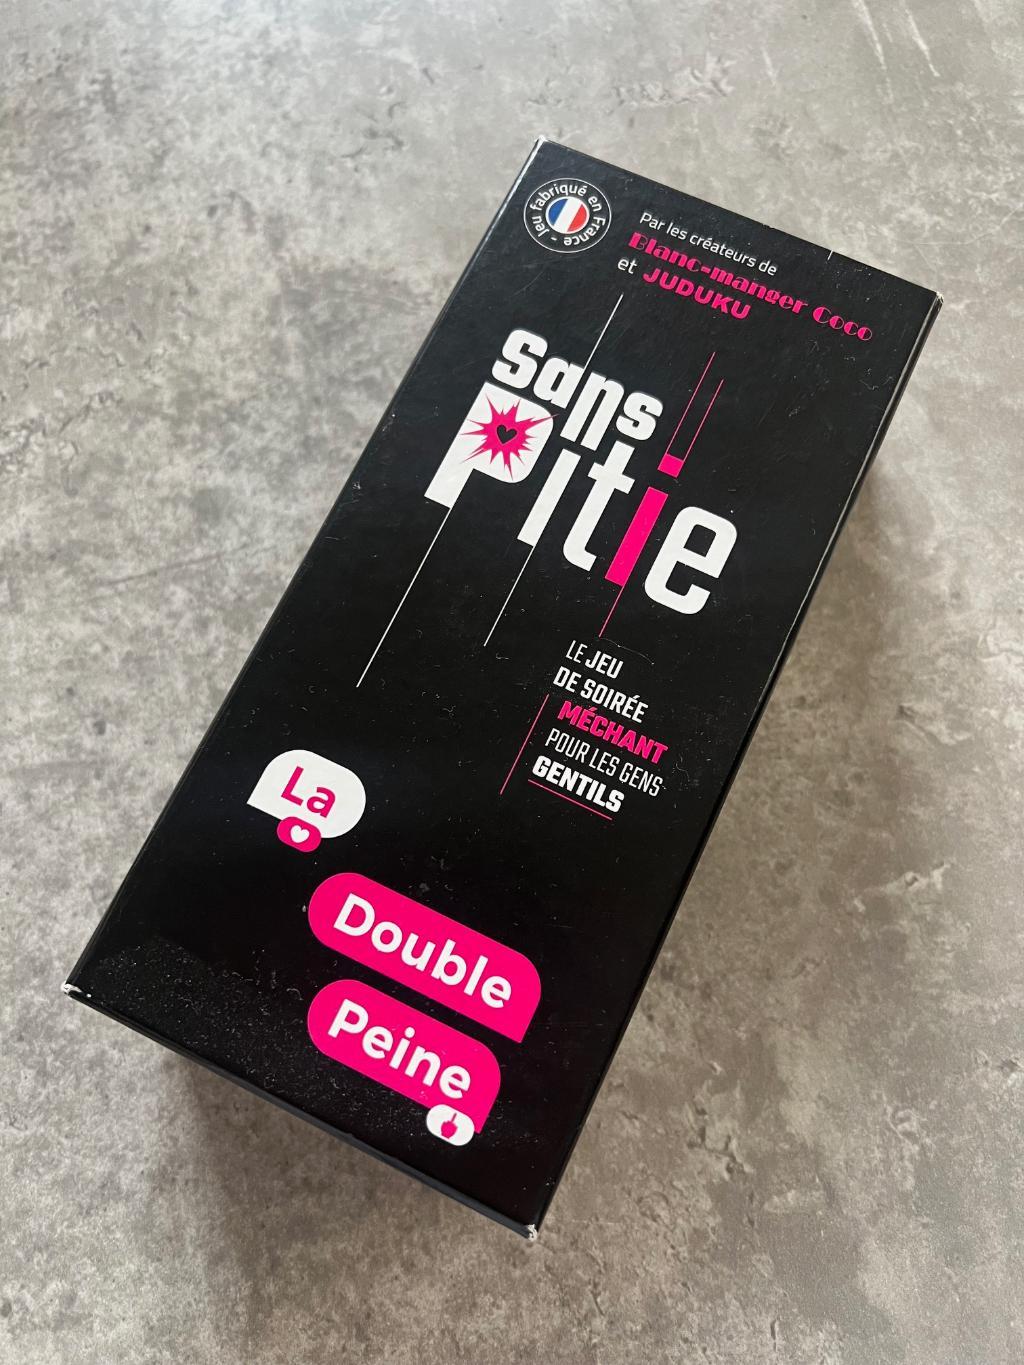 Jeu fabriqué en France -
Par les créateurs de
Blanc-manger Coco
et JUDUKU
Sans
Pitie
LE JEU
DE SOIRÉE
MÉCHANT
POUR LES GENS
GENTILS
La
Double
Peine